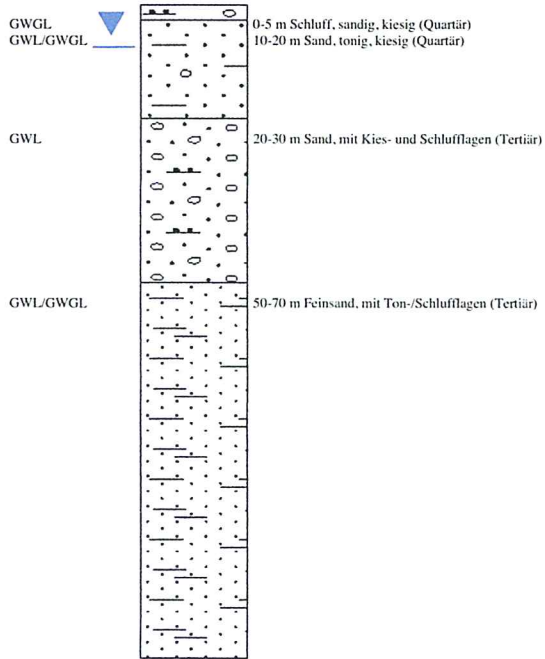 GWGL 0-5 m Schluff, sandig, kiesig (Quartär)
GWL/GWGL 10-20 m Sand, tonig, kiesig (Quartär)
GWL 20-30 m Sand, mit Kies- und Schlufflagen (Tertiär)
GWL/GWGL 50-70 m Feinsand, mit Ton-/Schlufflagen (Tertiär)